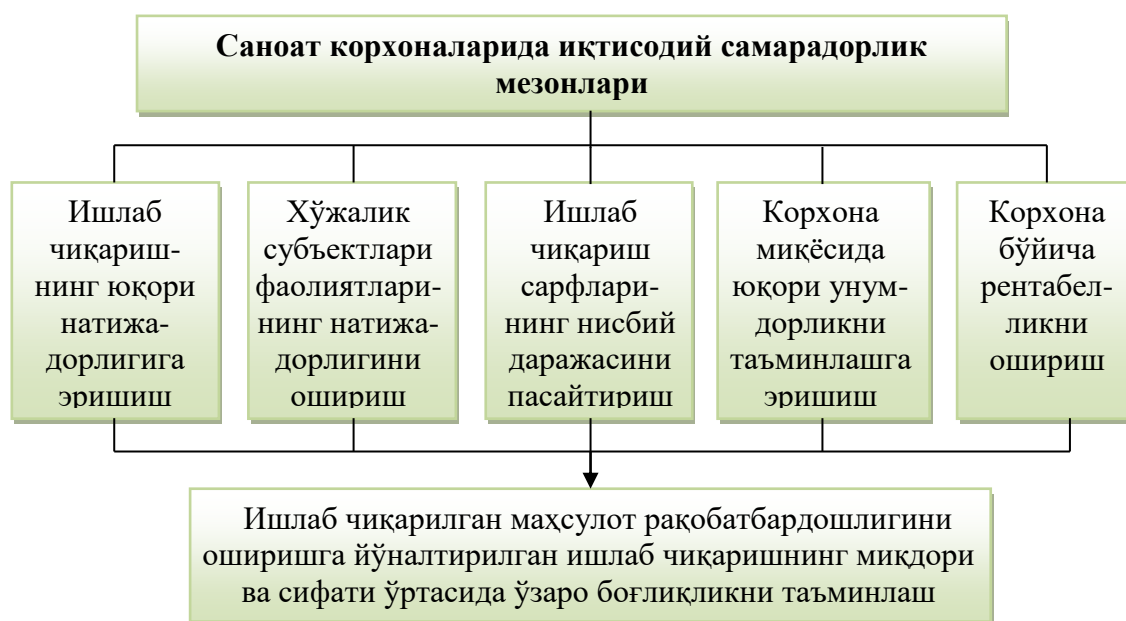 Саноат корхоналарида иқтисодий самарадорлик
мезонлари
Ишлаб
чиқариш-
нинг юқори
натижа-
дорлигига
эришиш
Хўжалик
субъектлари
фаолиятлари-
нинг натижа-
дорлигини
ошириш
Ишлаб
чиқариш
сарфлари-
нинг нисбий
даражасини
пасайтириш
Корхона
миқёсида
юқори унум-
дорликни
таъминлашга
эришиш
Корхона
бўйича
рентабел-
ликни
ошириш
Ишлаб чиқарилган маҳсулот рақобатбардошлигини
оширишга йўналтирилган ишлаб чиқаришнинг миқдори
ва сифати ўртасида ўзаро боғлиқликни таъминлаш